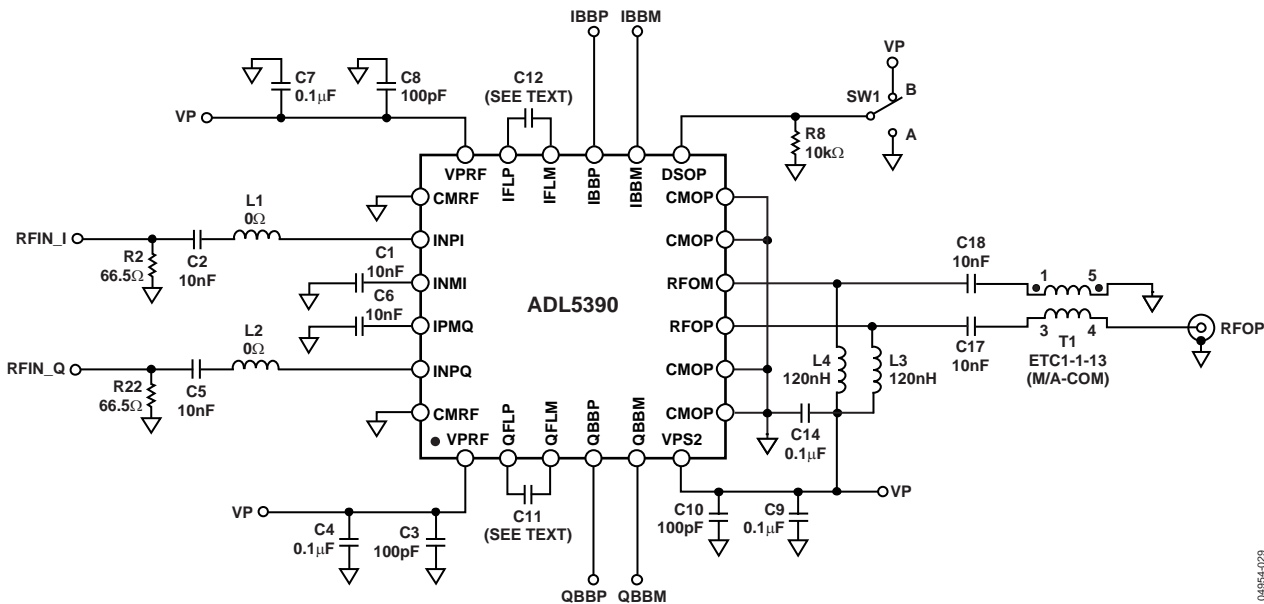 IBBP IBBM
VP
C7
0.1µF
C8
100pF
C12
(SEE TEXT)
SW1
B
A
VP
R8
10kΩ
VPRF
IFLP
IFLM
IBBP
IBBM
DSOP
CMRF
CMOP
L1
0Ω
RFIN_I
R2
66.5Ω
C2
10nF
INPI
CMOP
C1
10nF
INMI
C6
10nF
IPMQ
ADL5390
RFOM
RFOP
C18
10nF
1
5
3
4
T1
ETC1-1-13
(M/A-COM)
RFOP
C17
10nF
L2
0Ω
RFIN_Q
R22
66.5Ω
C5
10nF
INPQ
CMOP
L4
120nH
L3
120nH
CMRF
CMOP
VPRF
QFLP
QFLM
QBBP
QBBM
VPS2
C14
0.1µF
VP
C4
0.1µF
C3
100pF
C11
(SEE TEXT)
C10
100pF
C9
0.1µF
VP
QBBP QBBM
04954-029